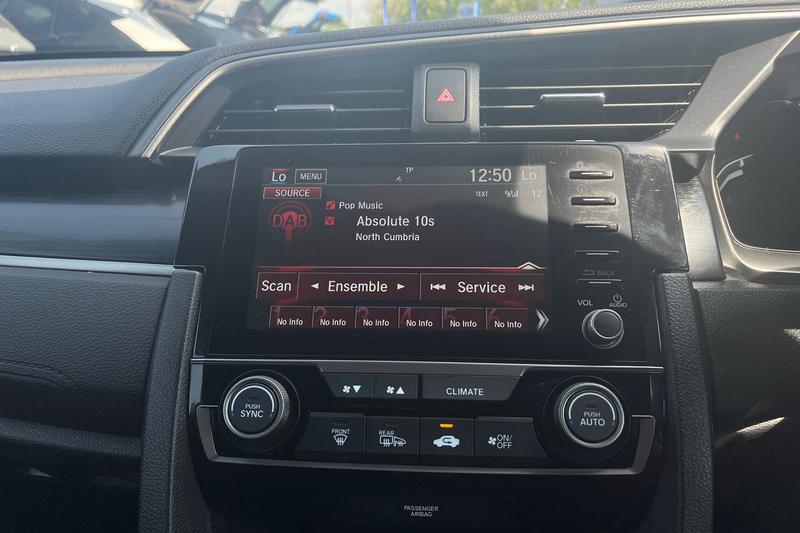 Lo MENU TP 12:50 Lo
SOURCE
TEXT 12
Pop Music
DAB
Absolute 10s
North Cumbria
Scan ◄ Ensemble ► Service
No Info No Info No Info No Info No Info No Info
BACK
VOL AUDIO
PUSH SYNC
CLIMATE
PUSH AUTO
FRONT
REAR
ON/OFF
PASSENGER
AIRBAG